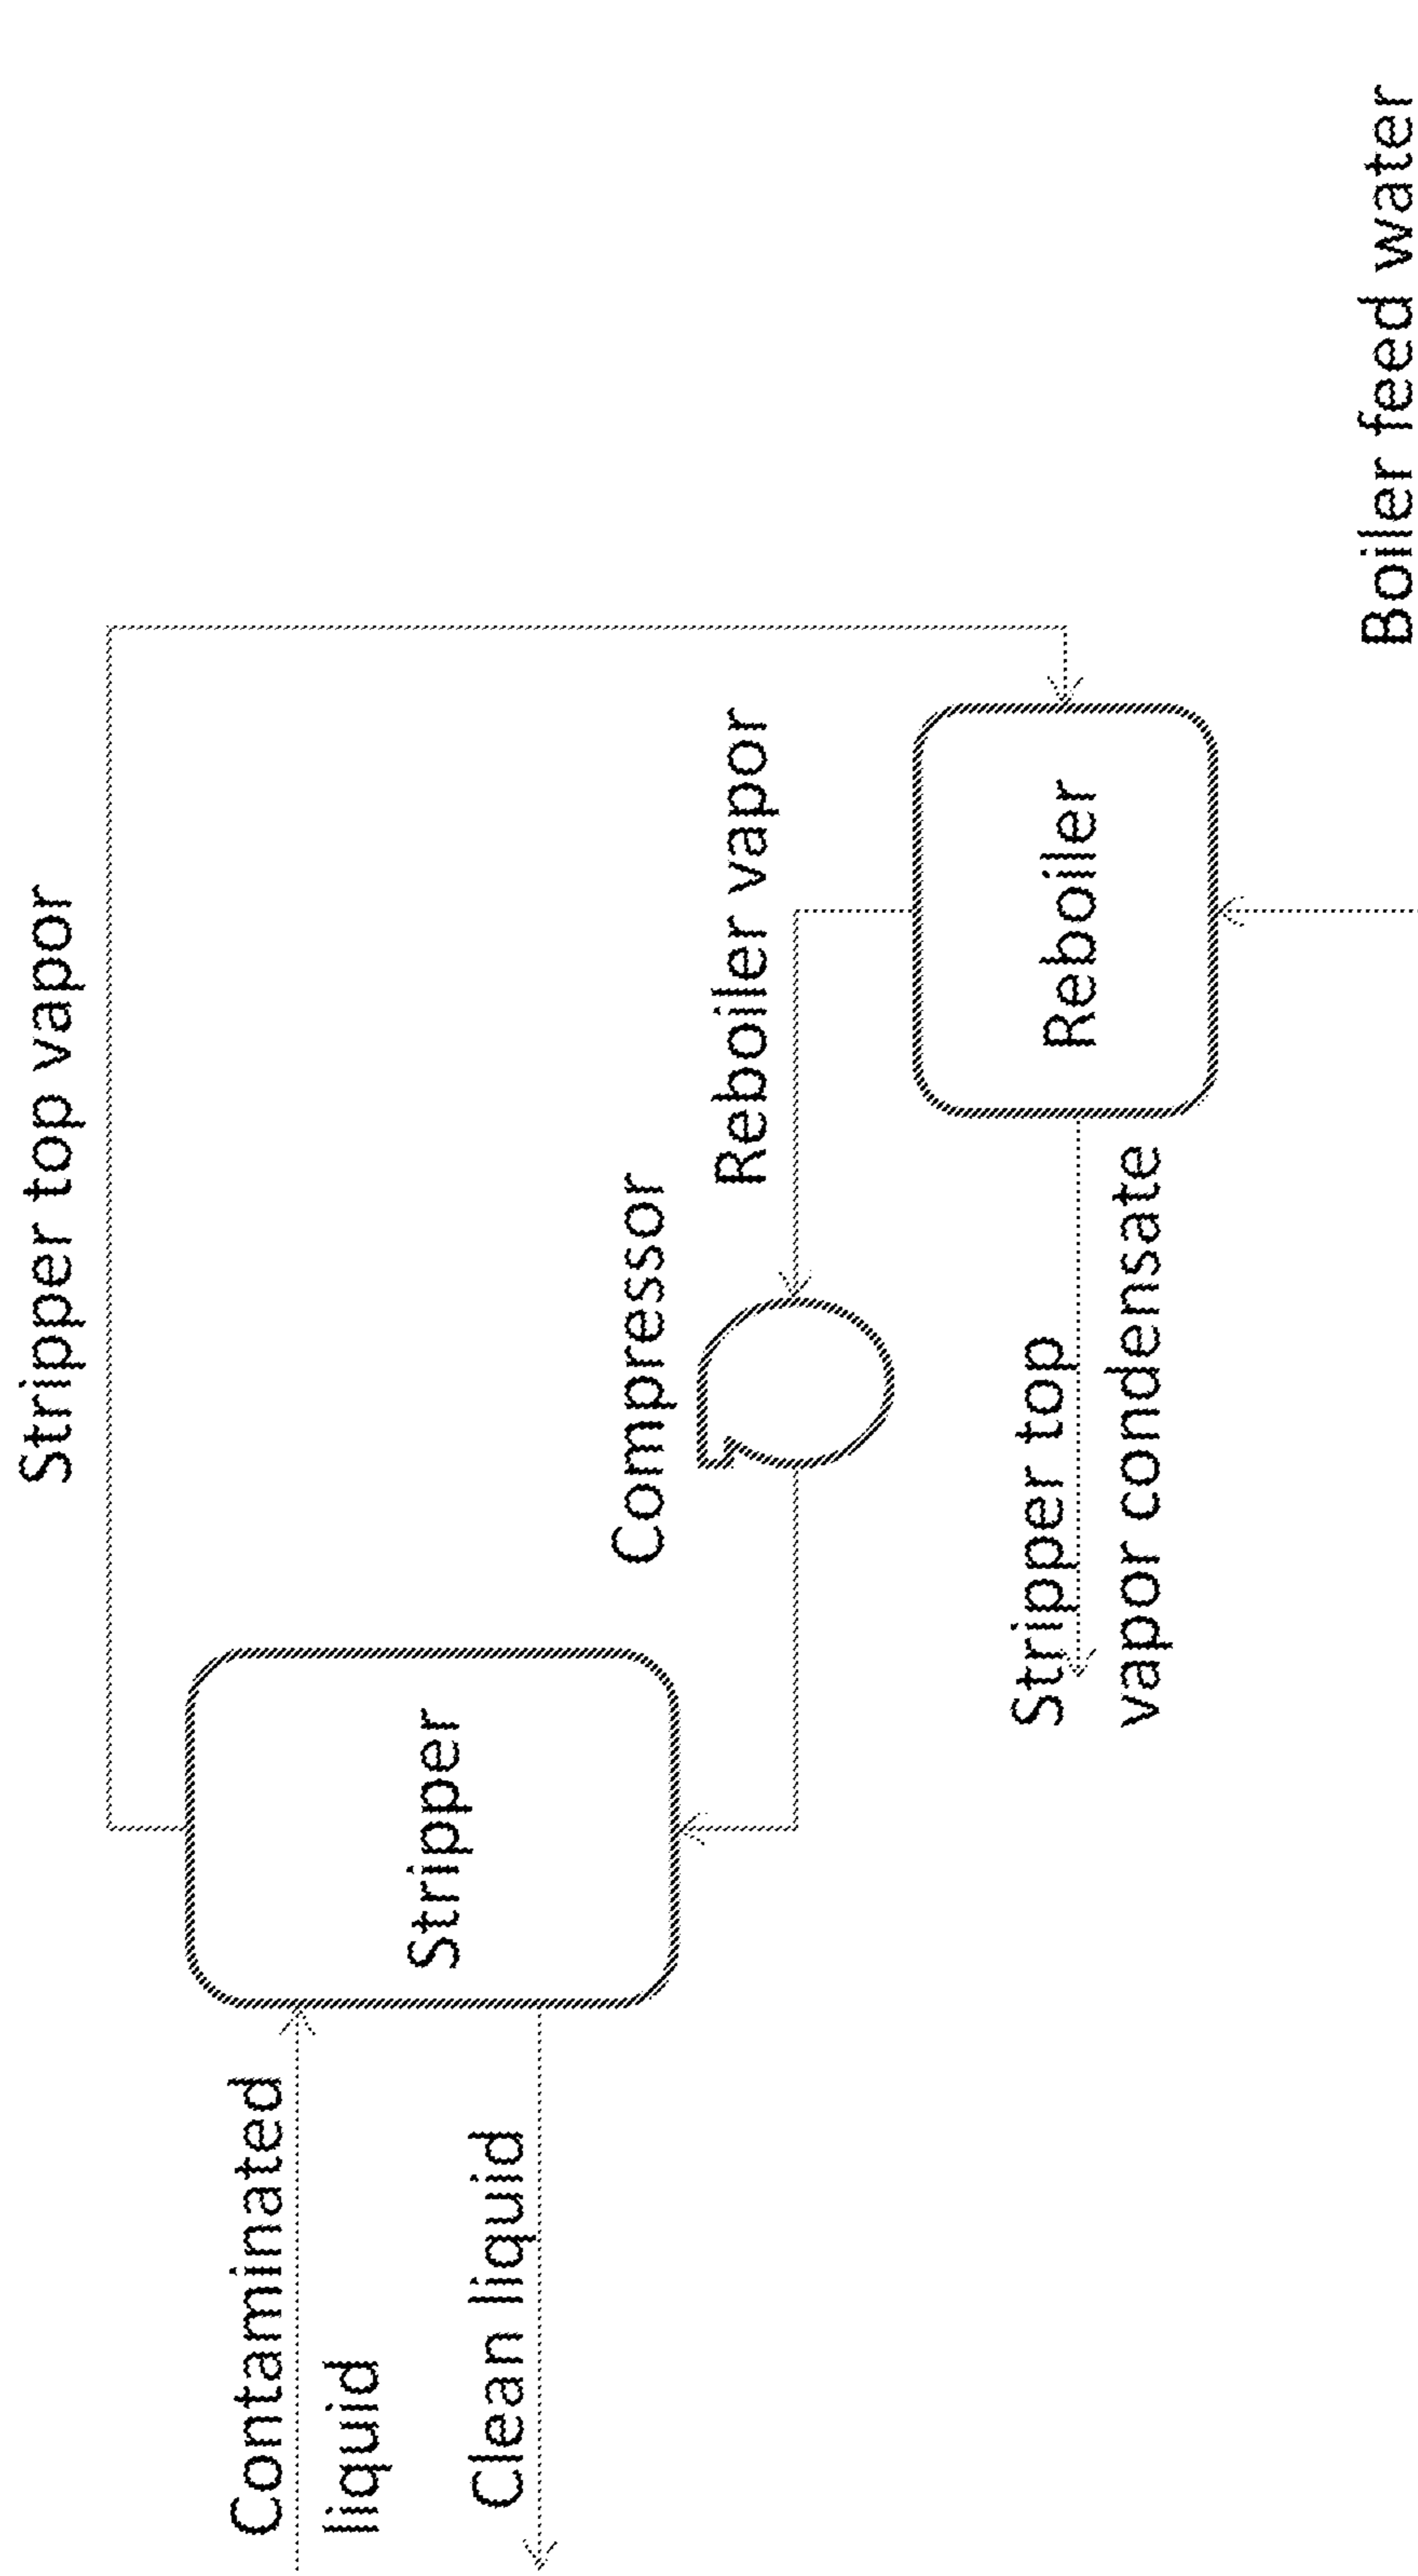 Stripper top vapor
Contaminated
liquid
Stripper
Clean liquid
Compressor
Reboiler vapor
Stripper top
vapor condensate
Reboiler
Boiler feed water